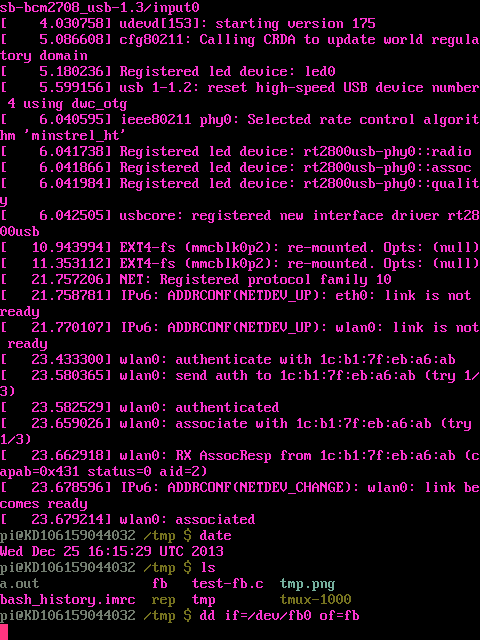 sb-bcm2708_usb-1.3/input0
[    4.030758] udevd[153]: starting version 175
[    5.086608] cfg80211: Calling CRDA to update world regula
tory domain
[    5.180236] Registered led device: led0
[    5.599156] usb 1-1.2: reset high-speed USB device number
 4 using dwc_otg
[    6.040595] ieee80211 phy0: Selected rate control algorit
hm 'minstrel_ht'
[    6.041738] Registered led device: rt2800usb-phy0::radio
[    6.041866] Registered led device: rt2800usb-phy0::assoc
[    6.041984] Registered led device: rt2800usb-phy0::qualit
y
[    6.042505] usbcore: registered new interface driver rt28
00usb
[   10.943994] EXT4-fs (mmcblk0p2): re-mounted. Opts: (null)
[   11.353112] EXT4-fs (mmcblk0p2): re-mounted. Opts: (null)
[   21.757206] NET: Registered protocol family 10
[   21.758781] IPv6: ADDRCONF(NETDEV_UP): eth0: link is not
ready
[   21.770107] IPv6: ADDRCONF(NETDEV_UP): wlan0: link is not
 ready
[   23.433300] wlan0: authenticate with 1c:b1:7f:eb:a6:ab
[   23.580365] wlan0: send auth to 1c:b1:7f:eb:a6:ab (try 1/
3)
[   23.582529] wlan0: authenticated
[   23.659026] wlan0: associate with 1c:b1:7f:eb:a6:ab (try
1/3)
[   23.662918] wlan0: RX AssocResp from 1c:b1:7f:eb:a6:ab (c
apab=0x431 status=0 aid=2)
[   23.678596] IPv6: ADDRCONF(NETDEV_CHANGE): wlan0: link be
comes ready
[   23.679214] wlan0: associated
pi@KD106159044032 /tmp $ date
Wed Dec 25 16:15:29 UTC 2013
pi@KD106159044032 /tmp $ ls
a.out              fb   test-fb.c  tmp.png
bash_history.imrc  rep  tmp        tmux-1000
pi@KD106159044032 /tmp $ dd if=/dev/fb0 of=fb